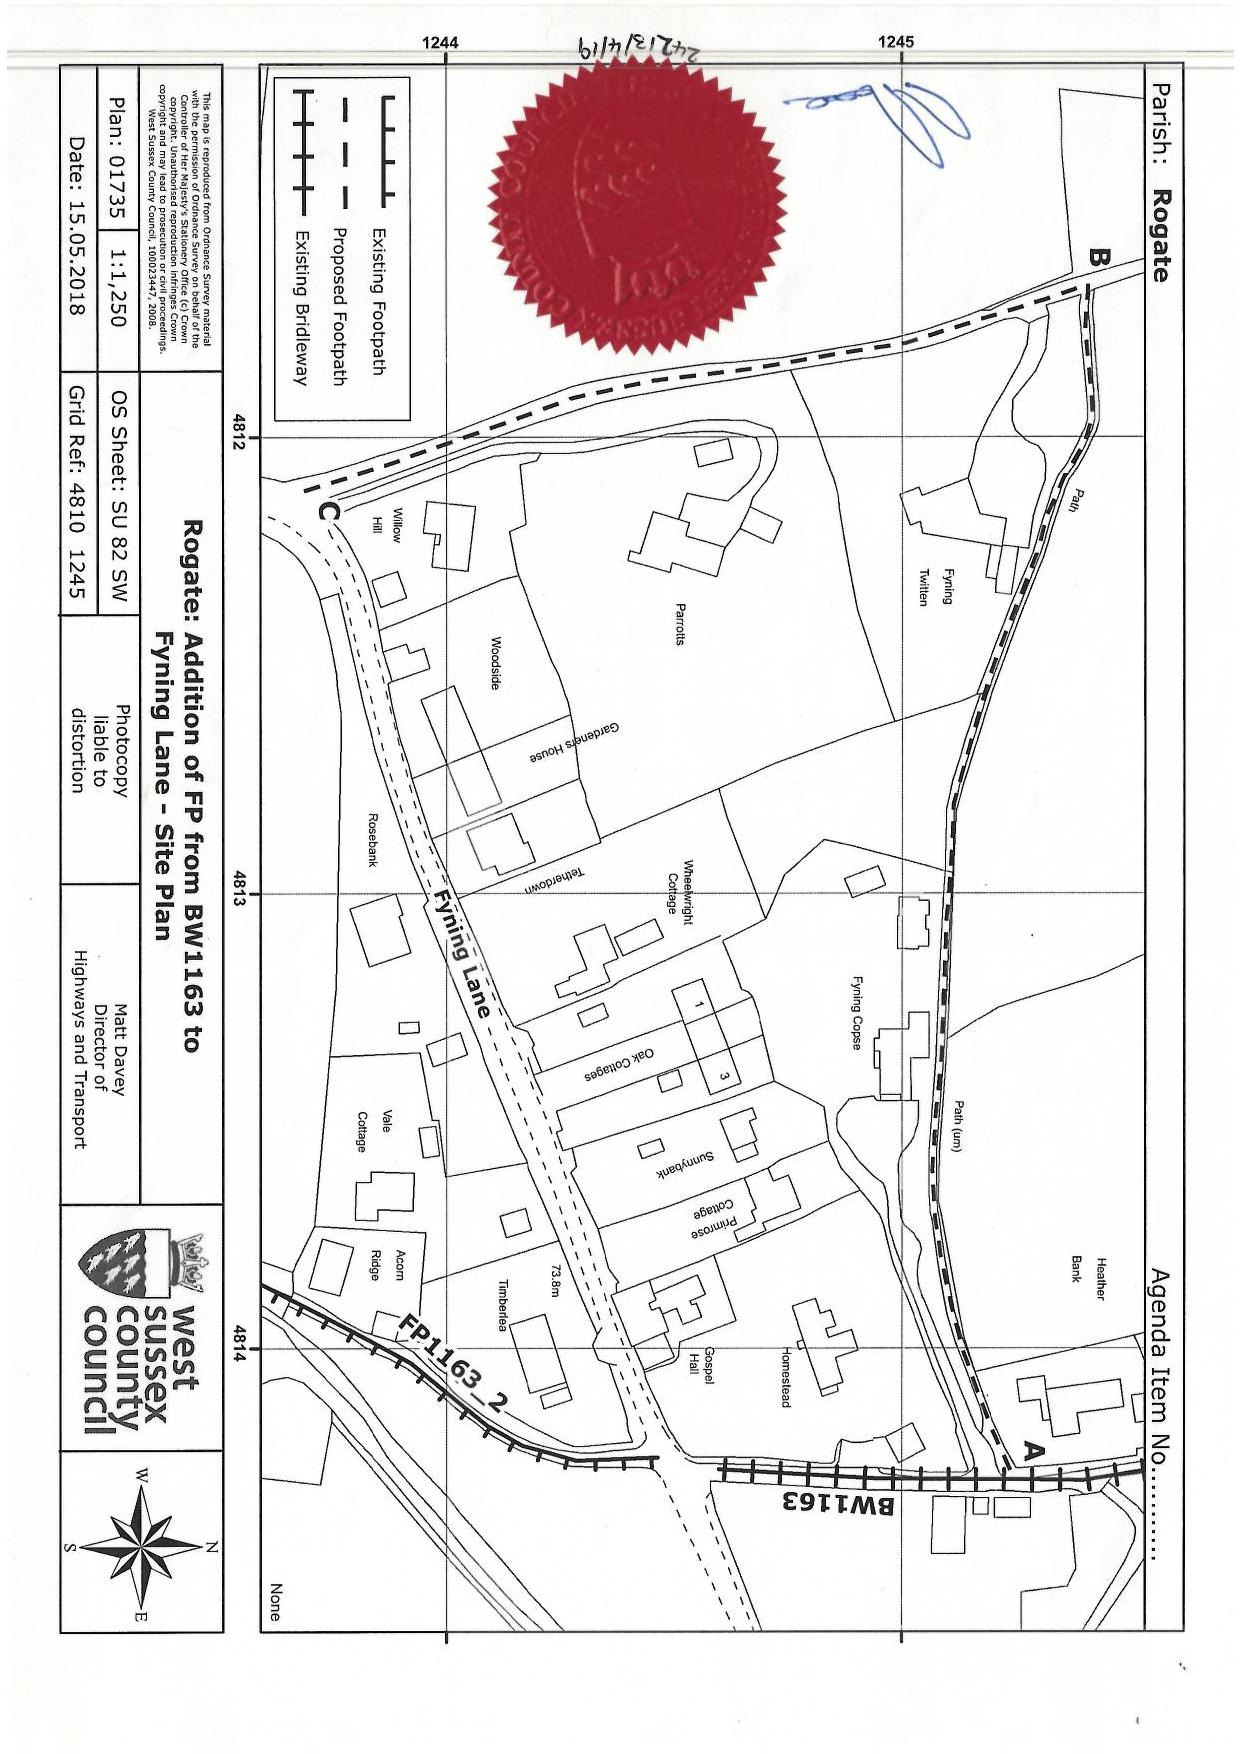 Parish: Rogate
Agenda Item No............
B
Path
Heather
Bank
A
Path (um)
Fyning
Twitten
Fyning Copse
BW1163
Parrotts
Wheelwright
Cottage
1
3
Oak Cottages
Sunnybank
Primrose
Cottage
Gospel
Hall
Homestead
Woodside
Gardeners House
Tetherdown
Willow
Hill
C
Fyning Lane
73.8m
Timberlea
FP1163_2
Rosebank
Vale
Cottage
Acorn
Ridge
None
1245
1244
24213/4/19
4812
4813
4814
Existing Footpath
Proposed Footpath
Existing Bridleway
This map is reproduced from Ordnance Survey material
with the permission of Ordnance Survey on behalf of the
Controller of Her Majesty's Stationery Office (c) Crown
copyright. Unauthorised reproduction infringes Crown
copyright and may lead to prosecution or civil proceedings.
West Sussex County Council, 100023447, 2008.
Plan: 01735
1:1,250
OS Sheet: SU 82 SW
Date: 15.05.2018
Grid Ref: 4810 1245
Rogate: Addition of FP from BW1163 to
Fyning Lane - Site Plan
Photocopy
liable to
distortion
Matt Davey
Director of
Highways and Transport
west
sussex
county
council
N
W
E
S